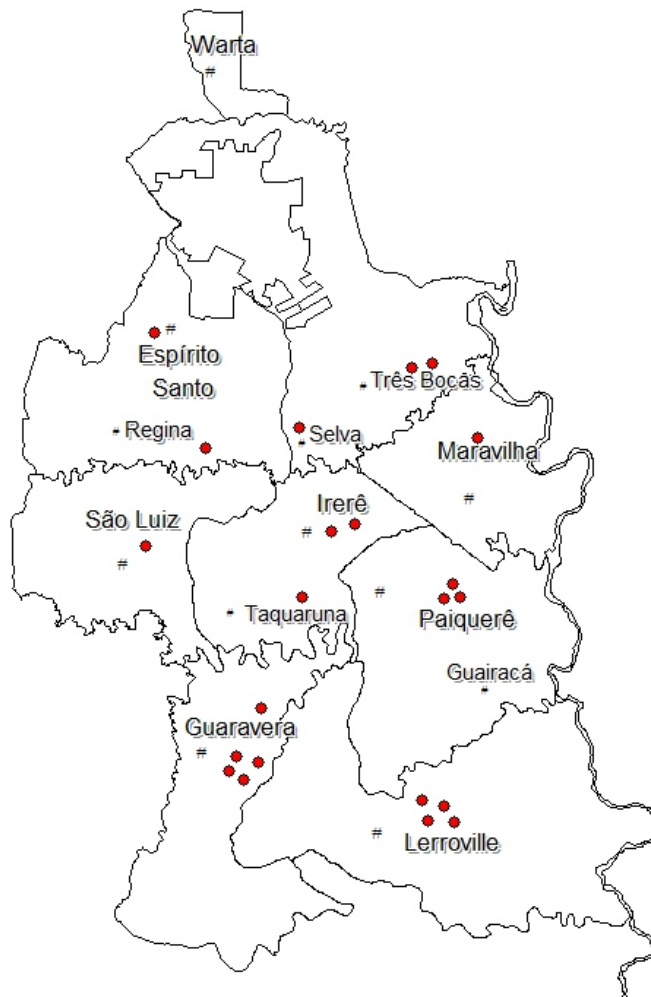 Warta
#
#
Espírito
Santo
Três Bocas
#
Regina
#
Selva
#
Maravilha
#
Irerê
#
São Luiz
#
#
Paiquerê
Taquaruna
#
Guairacá
#
Guaravera
#
#
Lerroville